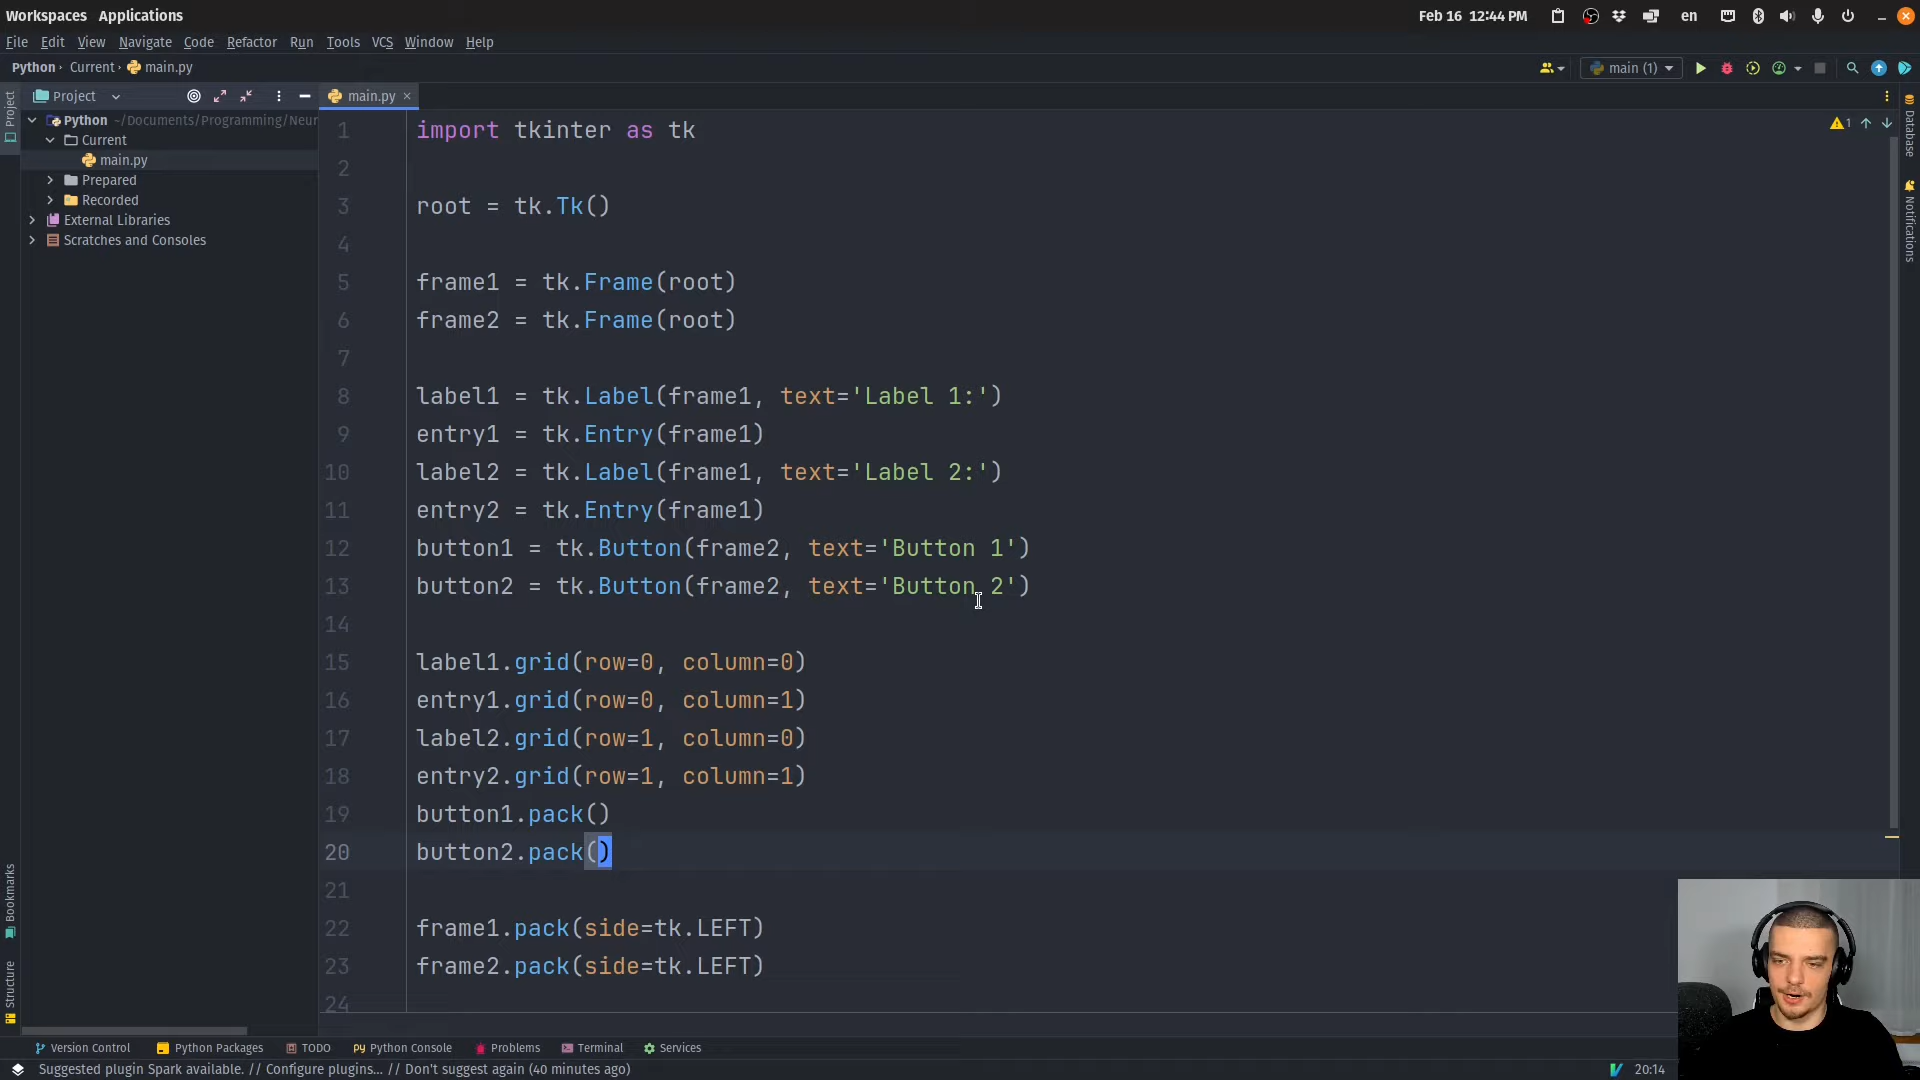 Workspaces Applications
Feb 16 12:44 PM
en
File Edit View Navigate Code Refactor Run Tools VCS Window Help
Python Current main.py
main (1)
Project
main.py
Project
Python ~/Documents/Programming/Neur
Current
main.py
Prepared
Recorded
External Libraries
Scratches and Consoles
1 import tkinter as tk
2
3 root = tk.Tk()
4
5 frame1 = tk.Frame(root)
6 frame2 = tk.Frame(root)
7
8 label1 = tk.Label(frame1, text='Label 1:')
9 entry1 = tk.Entry(frame1)
10 label2 = tk.Label(frame1, text='Label 2:')
11 entry2 = tk.Entry(frame1)
12 button1 = tk.Button(frame2, text='Button 1')
13 button2 = tk.Button(frame2, text='Button 2')
14
15 label1.grid(row=0, column=0)
16 entry1.grid(row=0, column=1)
17 label2.grid(row=1, column=0)
18 entry2.grid(row=1, column=1)
19 button1.pack()
20 button2.pack()
21
22 frame1.pack(side=tk.LEFT)
23 frame2.pack(side=tk.LEFT)
24
1
Database
Notifications
Bookmarks
Structure
Version Control Python Packages TODO Python Console Problems Terminal Services
Suggested plugin Spark available. // Configure plugins... // Don't suggest again (40 minutes ago)
20:14